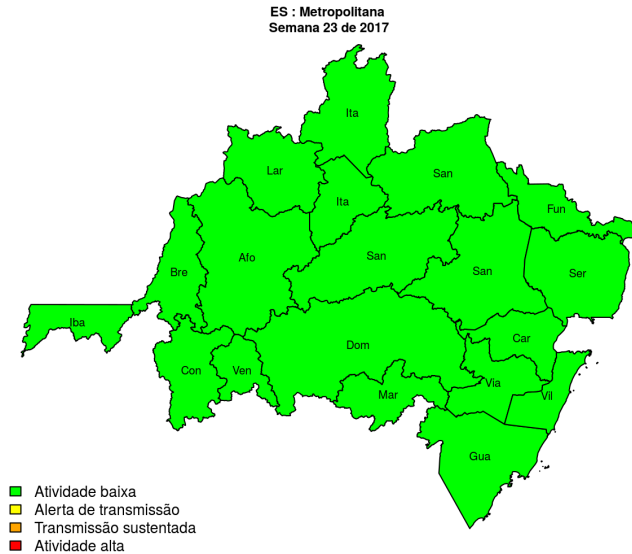 ES : Metropolitana
Semana 23 de 2017
Ita
Lar
San
Ita
Fun
Afo
San
San
Bre
Ser
Iba
Car
Dom
Con
Ven
Via
Mar
Vil
Gua
Atividade baixa
Alerta de transmissão
Transmissão sustentada
Atividade alta